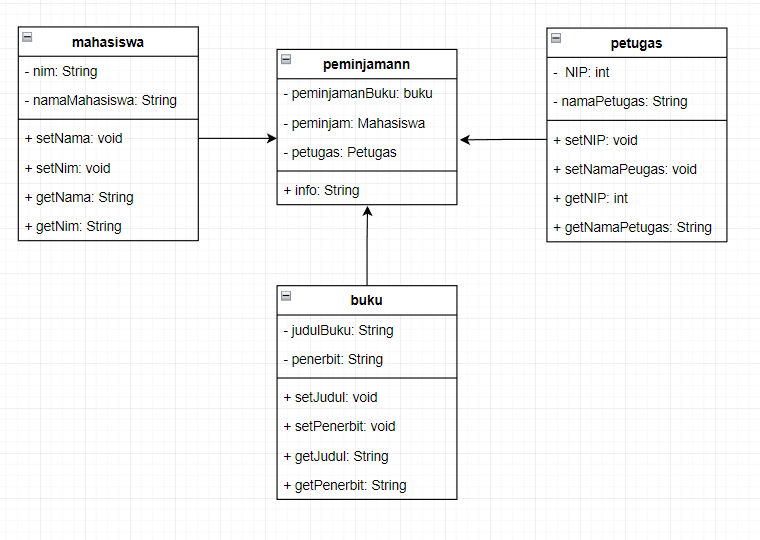 mahasiswa
- nim: String
- namaMahasiswa: String
+ setNama: void
+ setNim: void
+ getNama: String
+ getNim: String
peminjamann
- peminjamanBuku: buku
- peminjam: Mahasiswa
- petugas: Petugas
+ info: String
petugas
- NIP: int
- namaPetugas: String
+ setNIP: void
+ setNamaPeugas: void
+ getNIP: int
+ getNamaPetugas: String
buku
- judulBuku: String
- penerbit: String
+ setJudul: void
+ setPenerbit: void
+ getJudul: String
+ getPenerbit: String